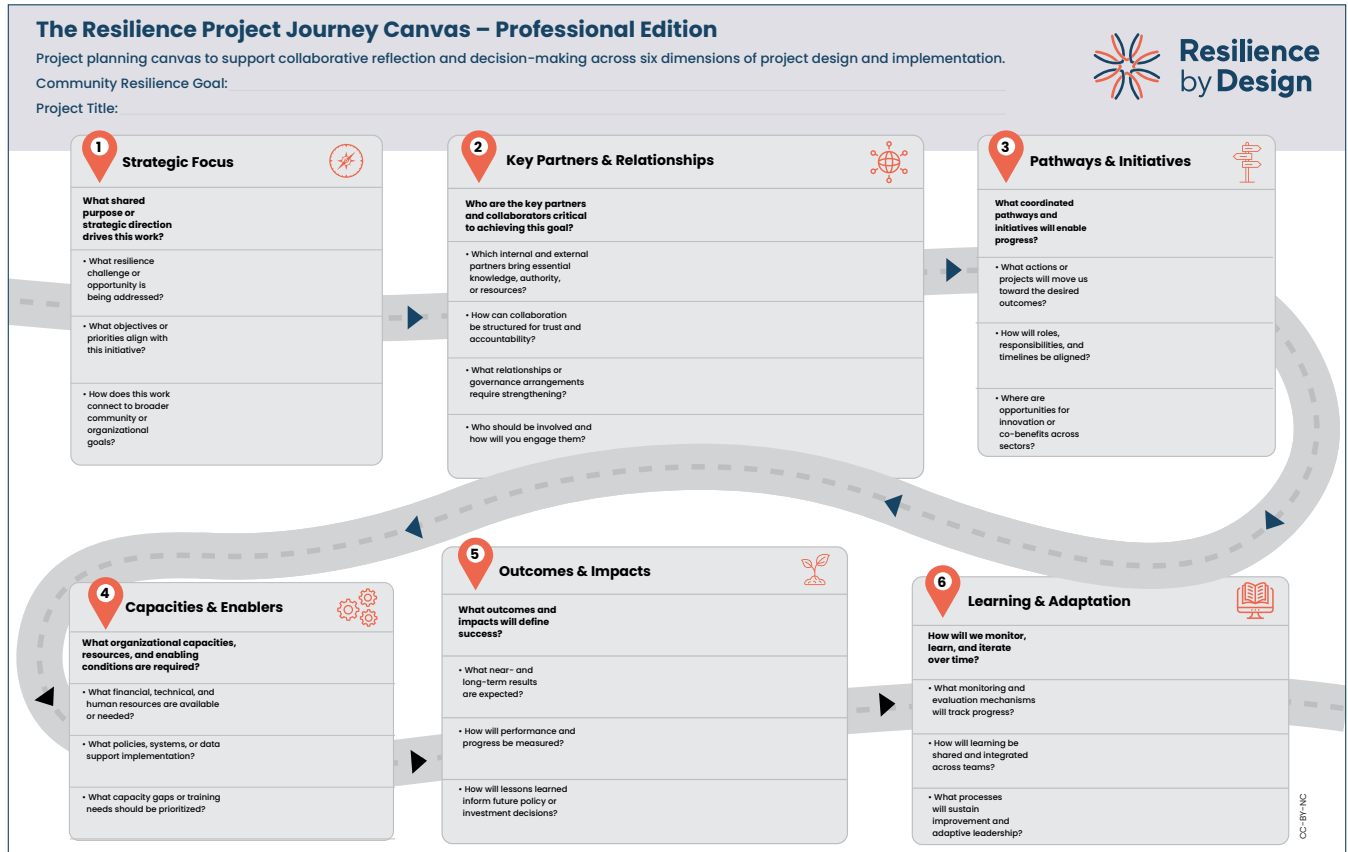 The Resilience Project Journey Canvas – Professional Edition
Project planning canvas to support collaborative reflection and decision-making across six dimensions of project design and implementation.
Community Resilience Goal:
Project Title:
Resilience
by Design
1
Strategic Focus
What shared
purpose or
strategic direction
drives this work?
• What resilience
challenge or
opportunity is
being addressed?
• What objectives or
priorities align with
this initiative?
• How does this work
connect to broader
community or
organizational
goals?
2
Key Partners & Relationships
Who are the key partners
and collaborators critical
to achieving this goal?
• Which internal and external
partners bring essential
knowledge, authority,
or resources?
• How can collaboration
be structured for trust and
accountability?
• What relationships or
governance arrangements
require strengthening?
• Who should be involved and
how will you engage them?
3
Pathways & Initiatives
What coordinated
pathways and
initiatives will enable
progress?
• What actions or
projects will move us
toward the desired
outcomes?
• How will roles,
responsibilities, and
timelines be aligned?
• Where are
opportunities for
innovation or
co-benefits across
sectors?
4
Capacities & Enablers
What organizational capacities,
resources, and enabling
conditions are required?
• What financial, technical, and
human resources are available
or needed?
• What policies, systems, or data
support implementation?
• What capacity gaps or training
needs should be prioritized?
5
Outcomes & Impacts
What outcomes and
impacts will define
success?
• What near- and
long-term results
are expected?
• How will performance and
progress be measured?
• How will lessons learned
inform future policy or
investment decisions?
6
Learning & Adaptation
How will we monitor,
learn, and iterate
over time?
• What monitoring and
evaluation mechanisms
will track progress?
• How will learning be
shared and integrated
across teams?
• What processes
will sustain
improvement and
adaptive leadership?
CC-BY-NC